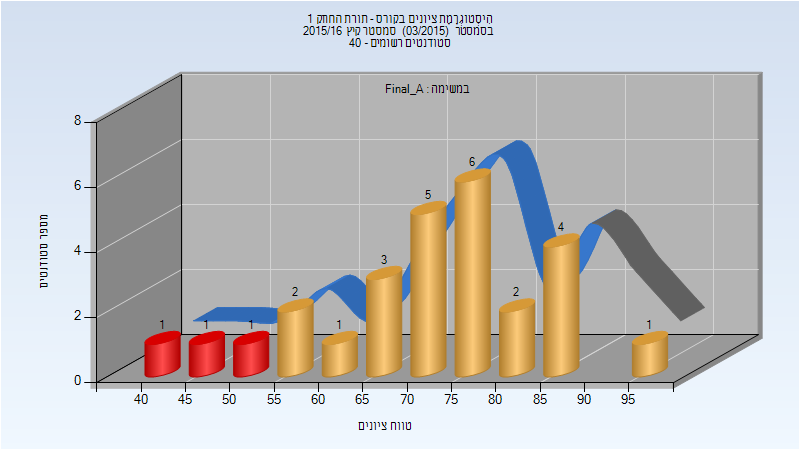 היסטוגרמת ציונים בקורס - תורת החוזק 1
בסמסטר (03/2015) סמסטר קיץ 2015/16
סטודנטים רשומים - 40
במשימה : Final_A
מספר סטודנטים
8
6
4
2
0
1
1
1
2
1
3
5
6
2
4
1
40 45 50 55 60 65 70 75 80 85 90 95
טווח ציונים